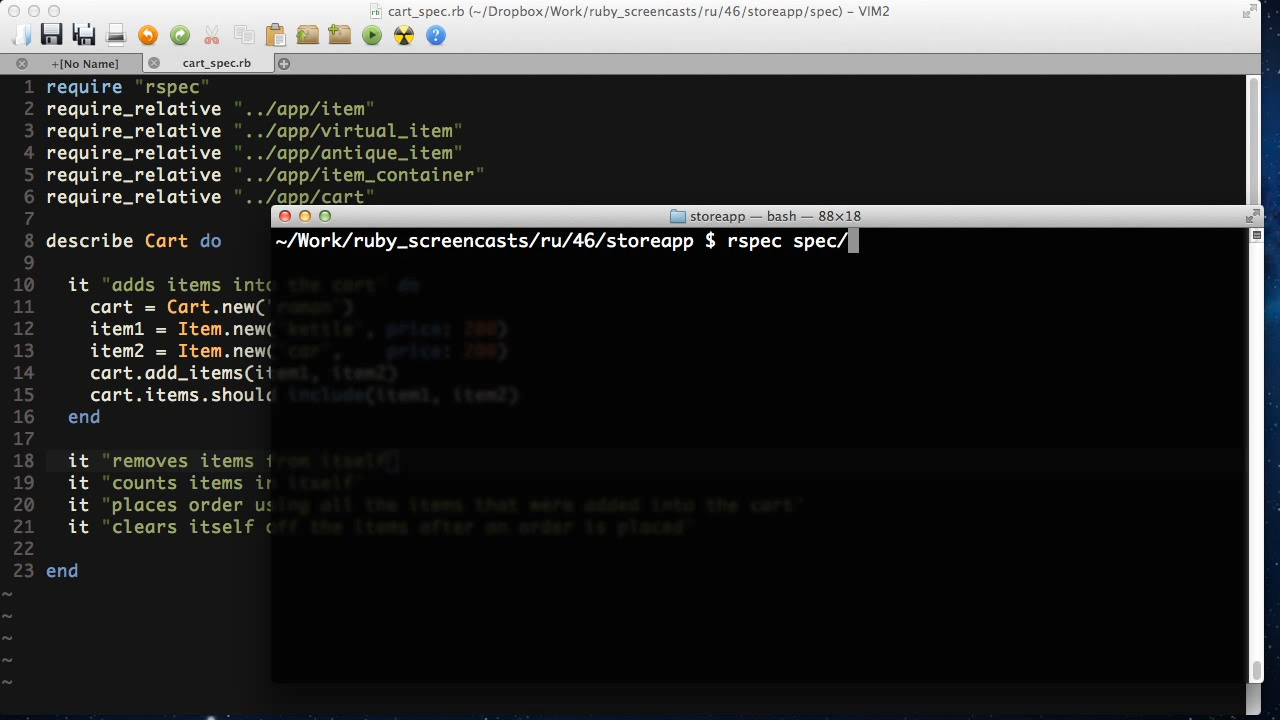 cart_spec.rb (~/Dropbox/Work/ruby_screencasts/ru/46/storeapp/spec) – VIM2
+[No Name]
cart_spec.rb
1 require "rspec"
2 require_relative "../app/item"
3 require_relative "../app/virtual_item"
4 require_relative "../app/antique_item"
5 require_relative "../app/item_container"
6 require_relative "../app/cart"
7
storeapp — bash — 88×18
~/Work/ruby_screencasts/ru/46/storeapp $ rspec spec/
8 describe Cart do
9
10 it "adds items into the cart" do
11 cart = Cart.new("roman")
12 item1 = Item.new("kettle", price: 200)
13 item2 = Item.new("car", price: 200)
14 cart.add_items(item1, item2)
15 cart.items.should include(item1, item2)
16 end
17
18 it "removes items from itself"
19 it "counts items in itself"
20 it "places order using all the items that were added into the cart"
21 it "clears itself off the items after an order is placed"
22
23 end
~
~
~
~
~